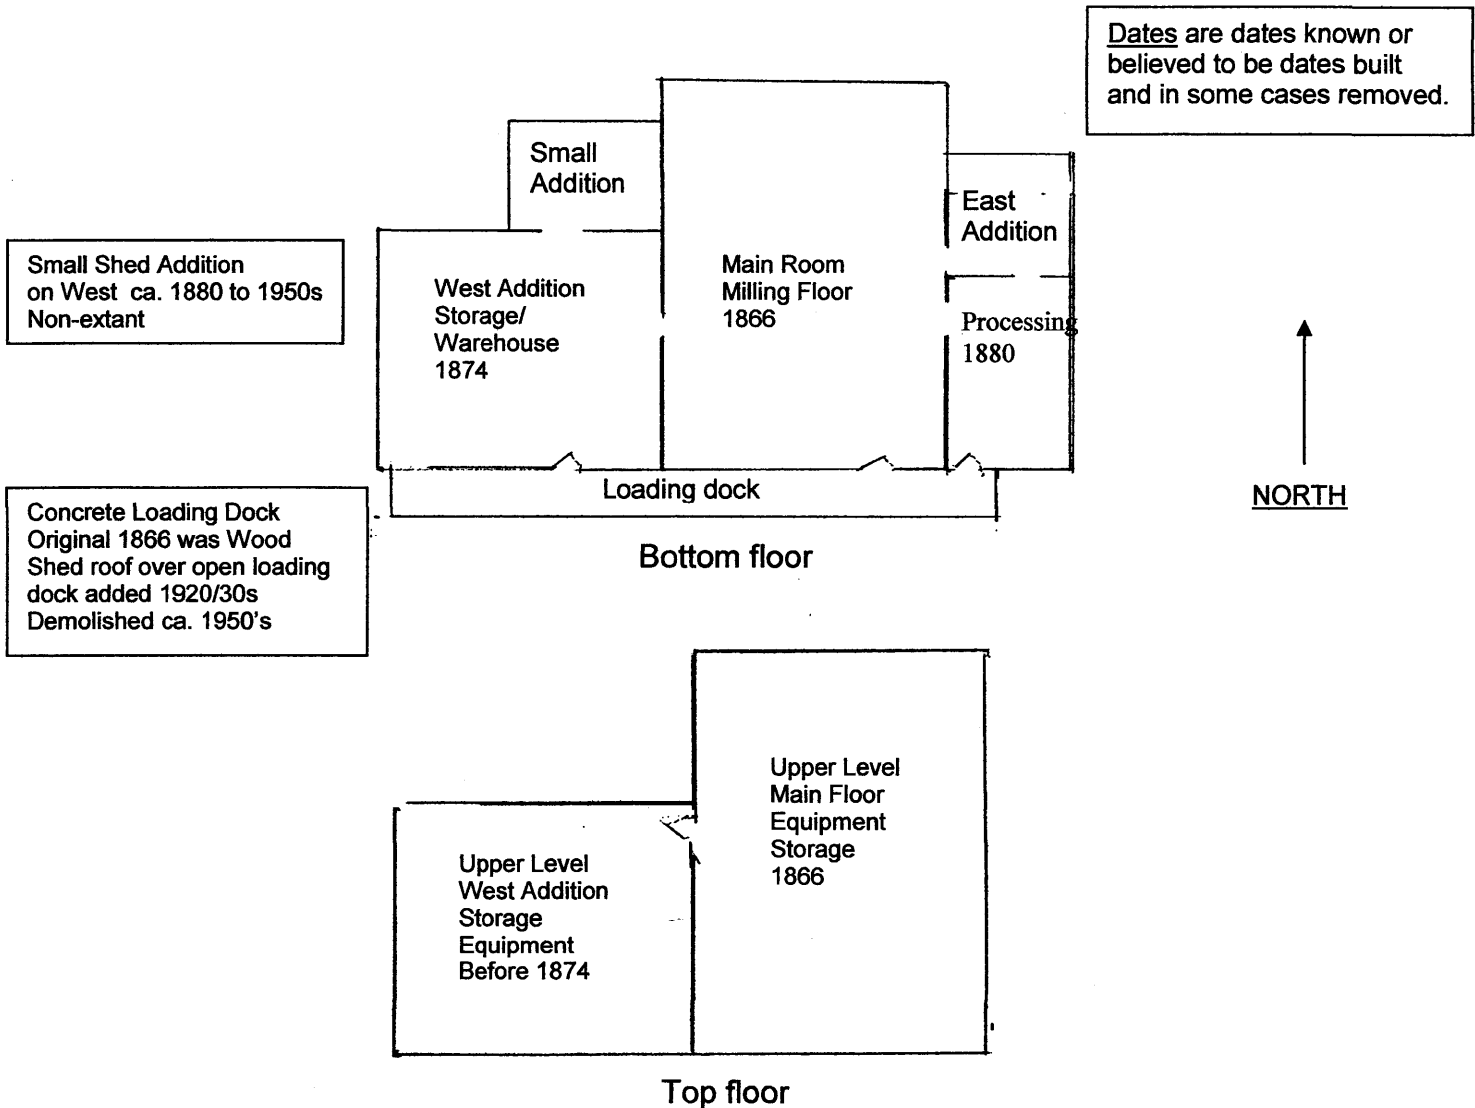 Dates are dates known or
believed to be dates built
and in some cases removed.
Small
Addition
East
Addition
Small Shed Addition
on West ca. 1880 to 1950s
Non-extant
West Addition
Storage/
Warehouse
1874
Main Room
Milling Floor
1866
Processing
1880
Loading dock
NORTH
Concrete Loading Dock
Original 1866 was Wood
Shed roof over open loading
dock added 1920/30s
Demolished ca. 1950's
Bottom floor
Upper Level
Main Floor
Equipment
Storage
1866
Upper Level
West Addition
Storage
Equipment
Before 1874
Top floor